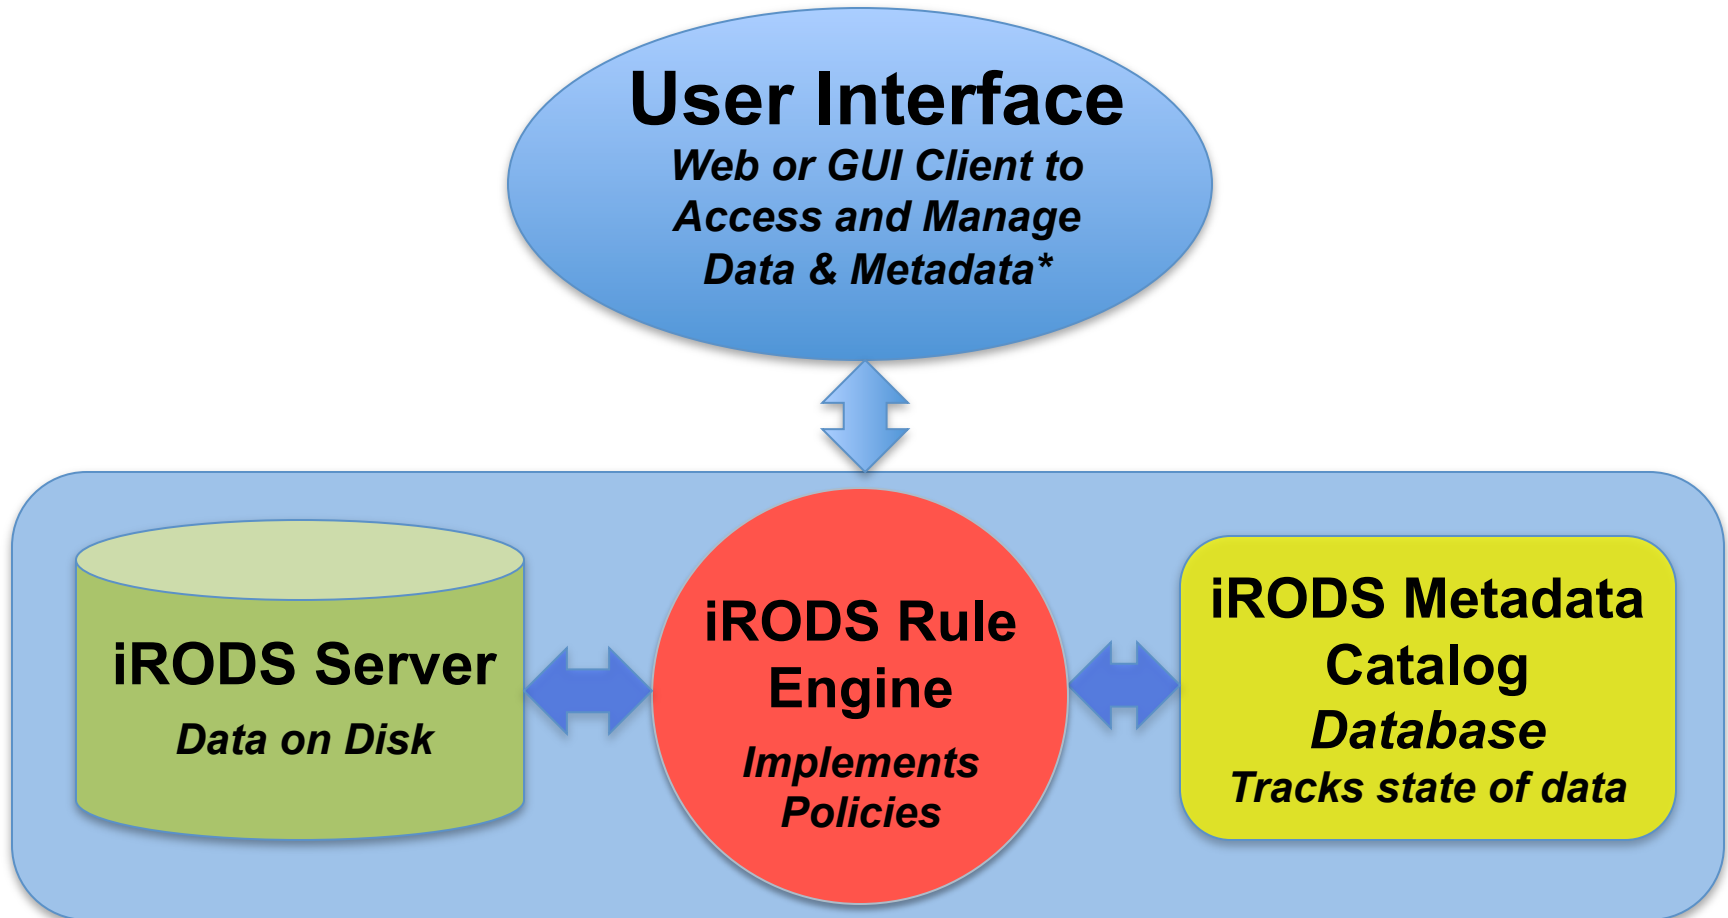 User Interface
Web or GUI Client to
Access and Manage
Data & Metadata*
iRODS Server
Data on Disk
iRODS Rule
Engine
Implements
Policies
iRODS Metadata
Catalog
Database
Tracks state of data